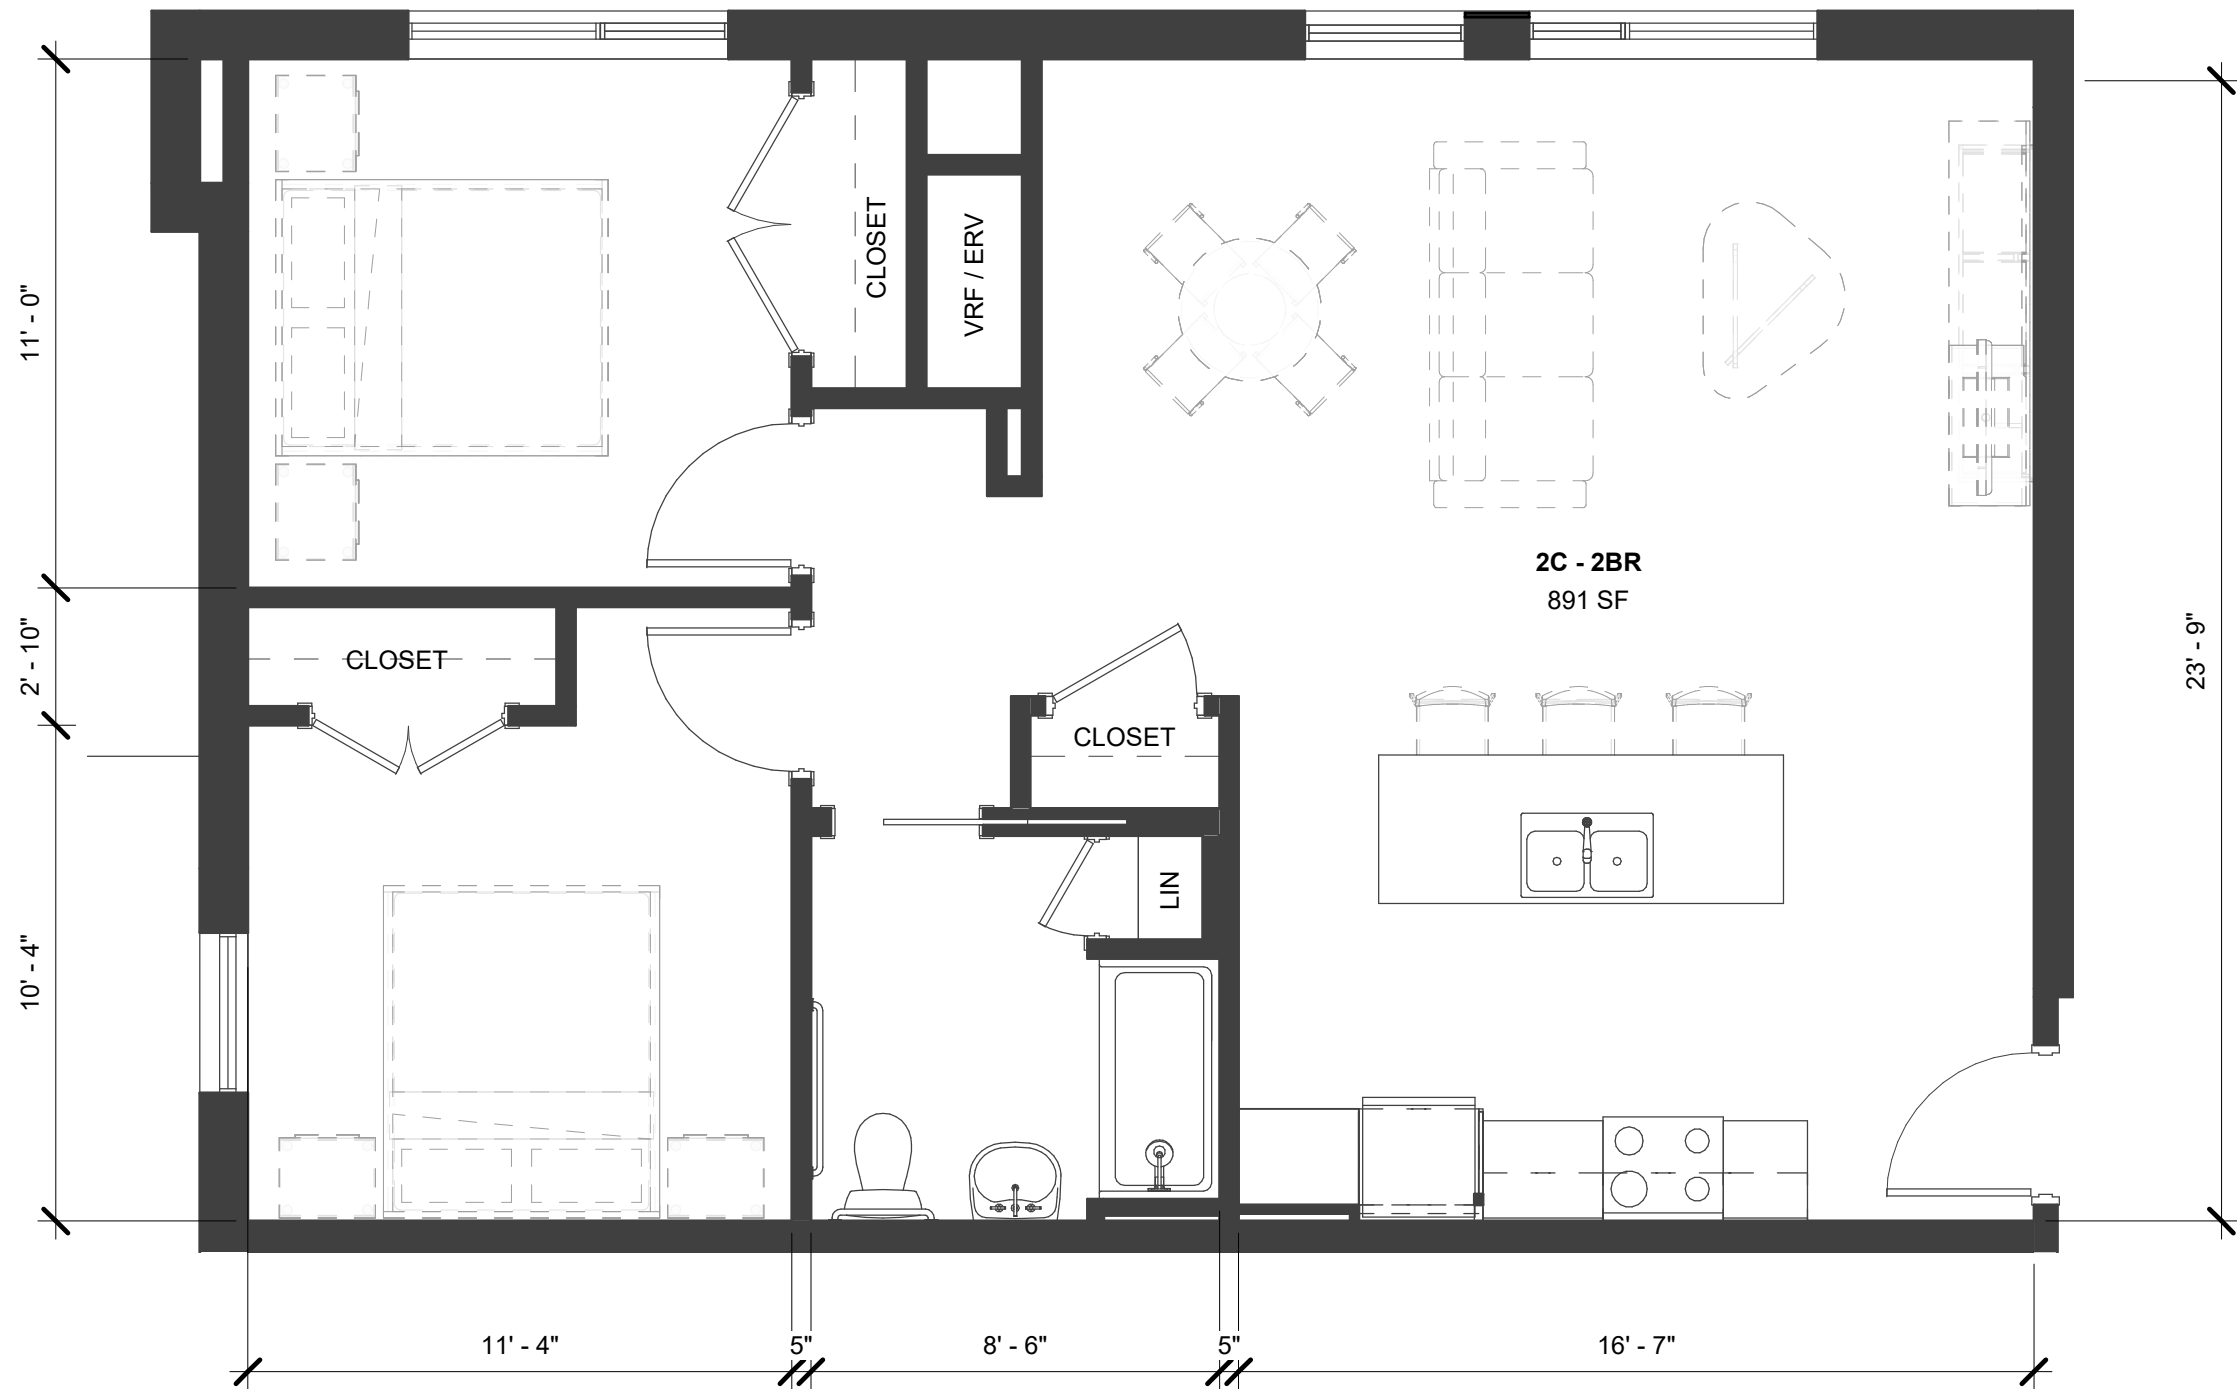 CLOSET
VRF / ERV
11' - 0"
2C - 2BR
891 SF
2' - 10"
CLOSET
23' - 9"
CLOSET
LIN
10' - 4"
11' - 4"
5"
8' - 6"
5"
16' - 7"